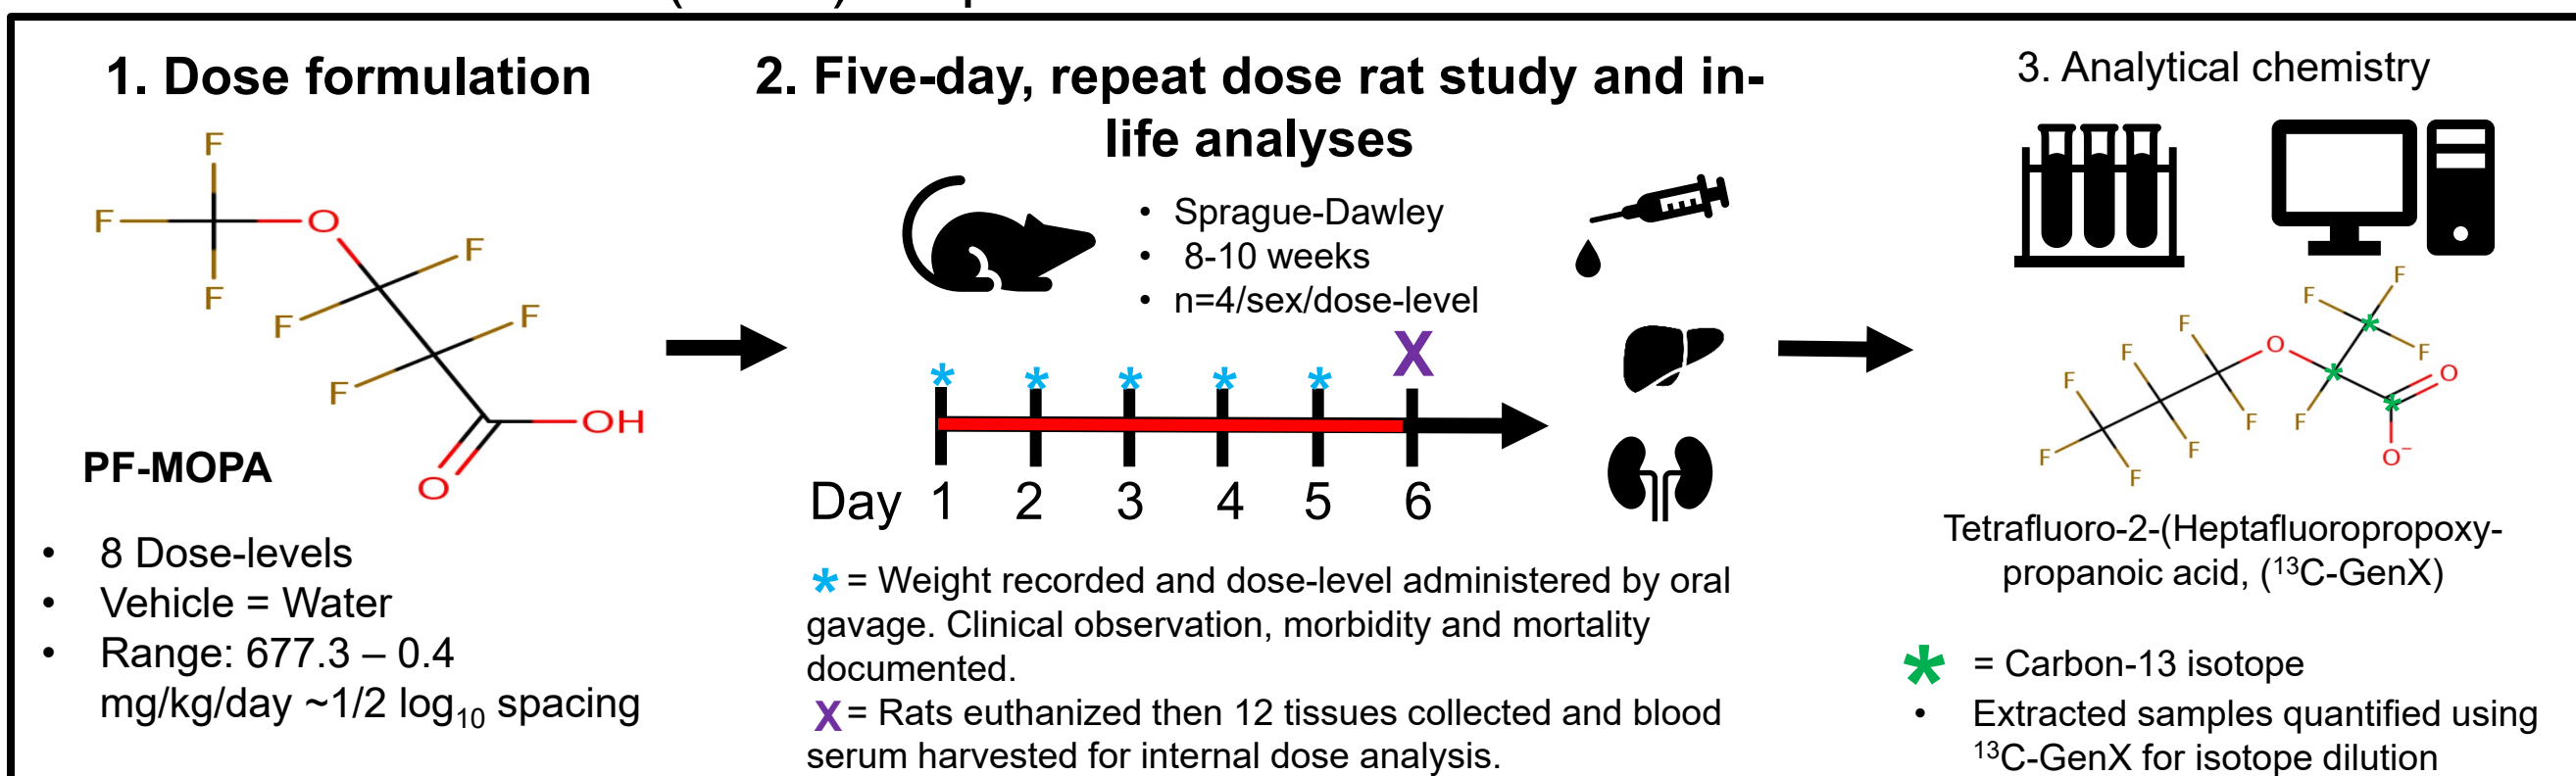 1. Dose formulation
F
F
O
F
F
F
F
F
F
OH
O
PF-MOPA
• 8 Dose-levels
• Vehicle = Water
• Range: 677.3 – 0.4
mg/kg/day ~1/2 log₁₀ spacing
2. Five-day, repeat dose rat study and in-
life analyses
• Sprague-Dawley
• 8-10 weeks
• n=4/sex/dose-level
X
* * * * *
Day 1 2 3 4 5 6
* = Weight recorded and dose-level administered by oral
gavage. Clinical observation, morbidity and mortality
documented.
X = Rats euthanized then 12 tissues collected and blood
serum harvested for internal dose analysis.
3. Analytical chemistry
F
F
F
*
O
F
F
*
O
F
*
F
F
F
F
F
O⁻
F
Tetrafluoro-2-(Heptafluoropropoxy-
propanoic acid, (¹³C-GenX)
* = Carbon-13 isotope
• Extracted samples quantified using
¹³C-GenX for isotope dilution